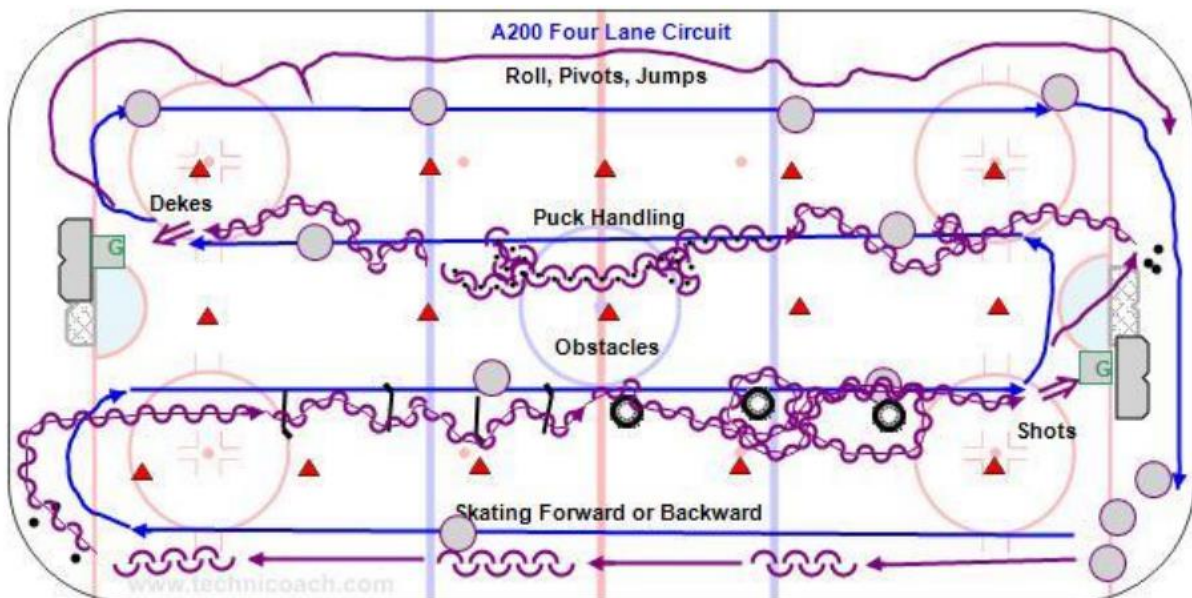 A200 Four Lane Circuit
Roll, Pivots, Jumps
Dekes
Puck Handling
G
Obstacles
G
Shots
Skating Forward or Backward
www.technicoach.com